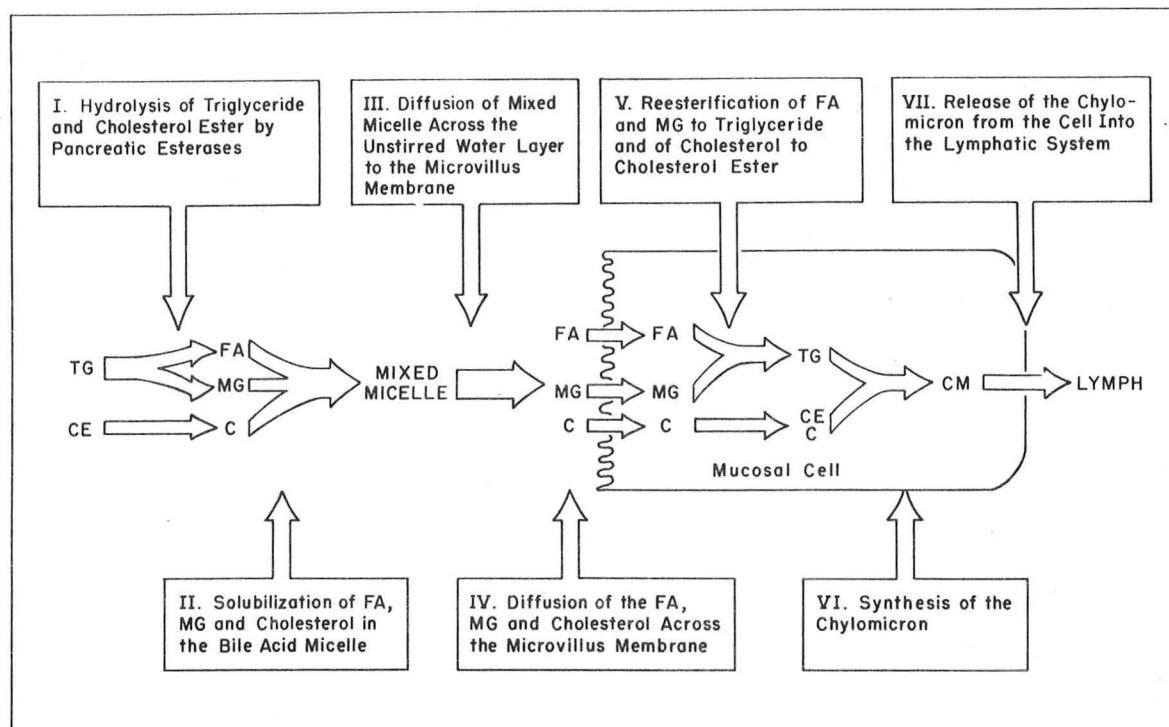 I. Hydrolysis of Triglyceride
and Cholesterol Ester by
Pancreatic Esterases
III. Diffusion of Mixed
Micelle Across the
Unstirred Water Layer
to the Microvillus
Membrane
V. Reesterification of FA
and MG to Triglyceride
and of Cholesterol to
Cholesterol Ester
VII. Release of the Chylo-
micron from the Cell Into
the Lymphatic System
TG
CE
FA
MG
C
MIXED
MICELLE
FA
MG
C
FA
MG
C
TG
CE
C
CM
LYMPH
Mucosal Cell
II. Solubilization of FA,
MG and Cholesterol in
the Bile Acid Micelle
IV. Diffusion of the FA,
MG and Cholesterol Across
the Microvillus Membrane
VI. Synthesis of the
Chylomicron